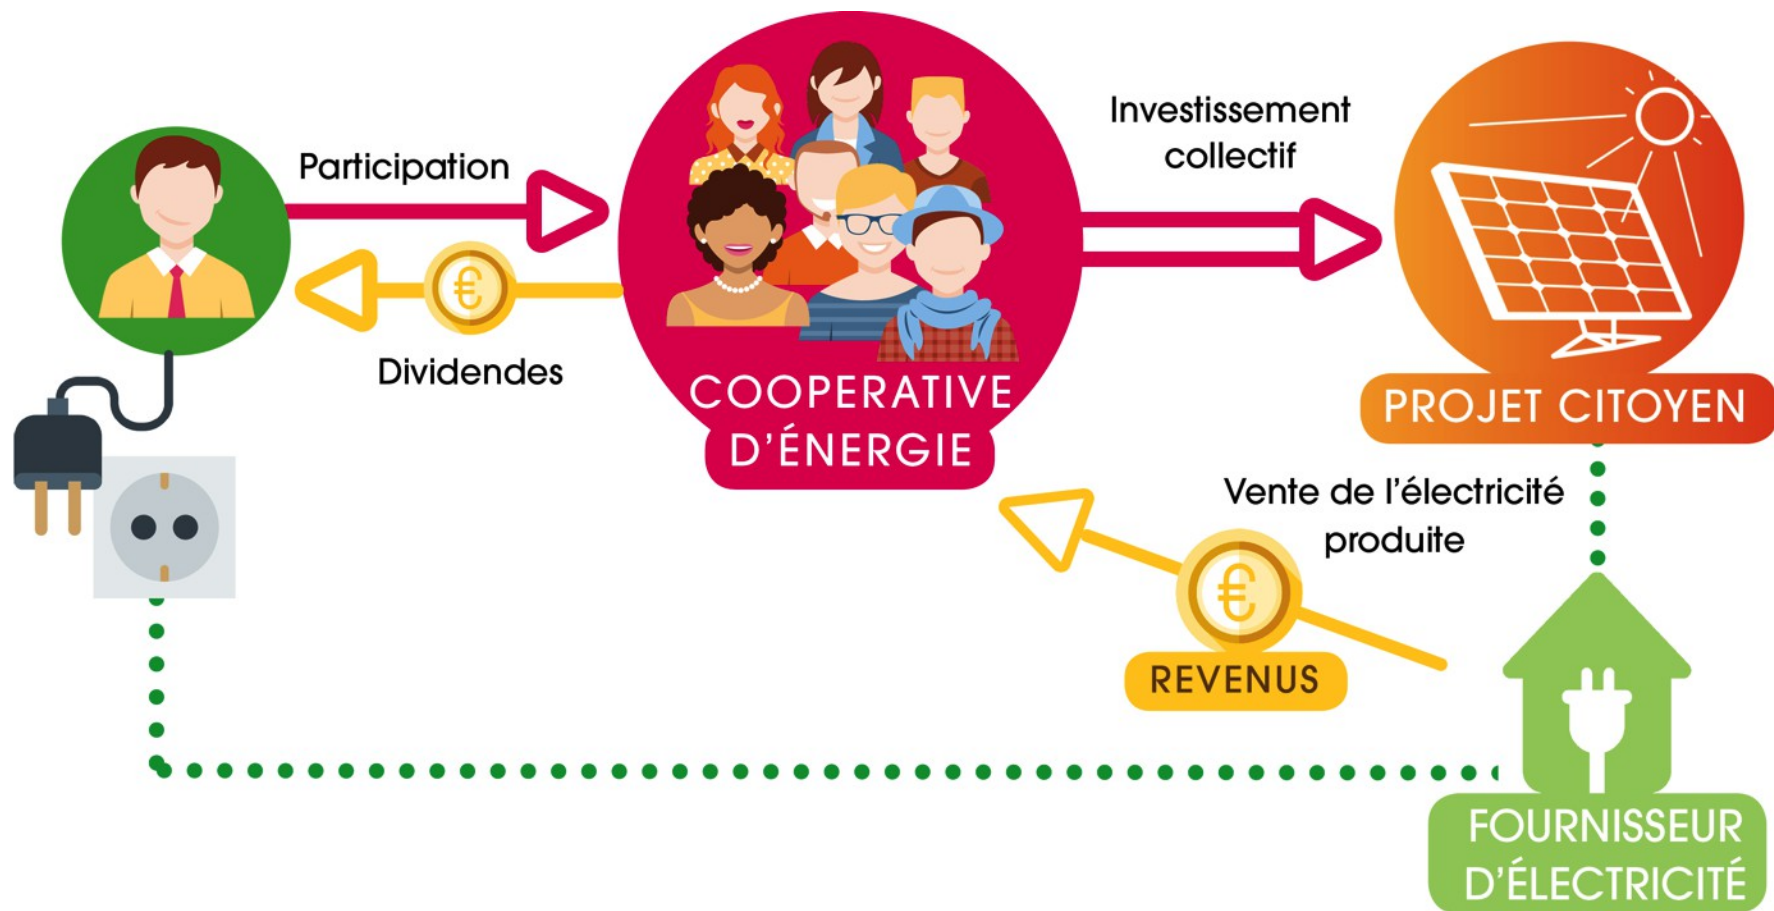 Participation
Dividendes
COOPERATIVE
D'ÉNERGIE
Investissement
collectif
PROJET CITOYEN
Vente de l'électricité
produite
€
€
REVENUS
FOURNISSEUR
D'ÉLECTRICITÉ